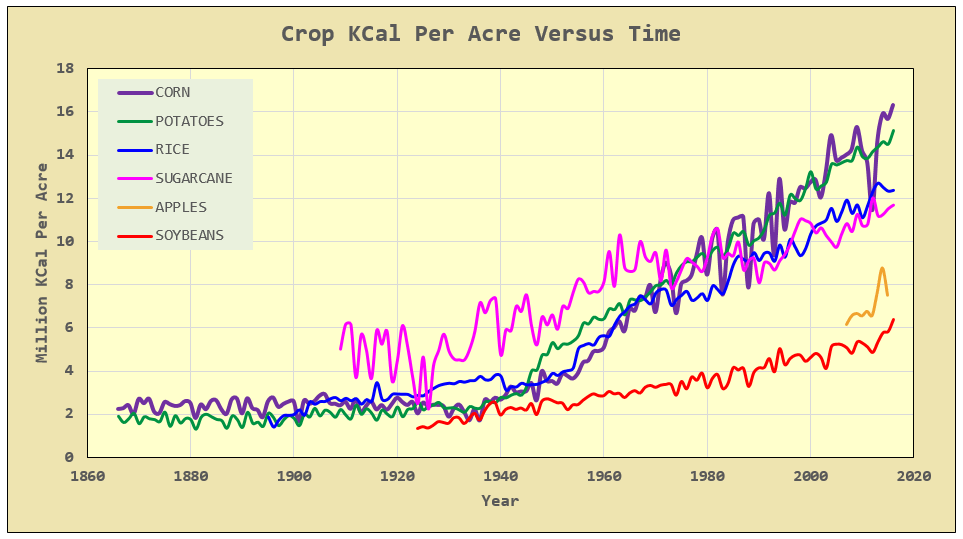 Crop KCal Per Acre Versus Time
Million KCal Per Acre
18
16
14
12
10
8
6
4
2
0
CORN
POTATOES
RICE
SUGARCANE
APPLES
SOYBEANS
1860 1880 1900 1920 1940 1960 1980 2000 2020
Year